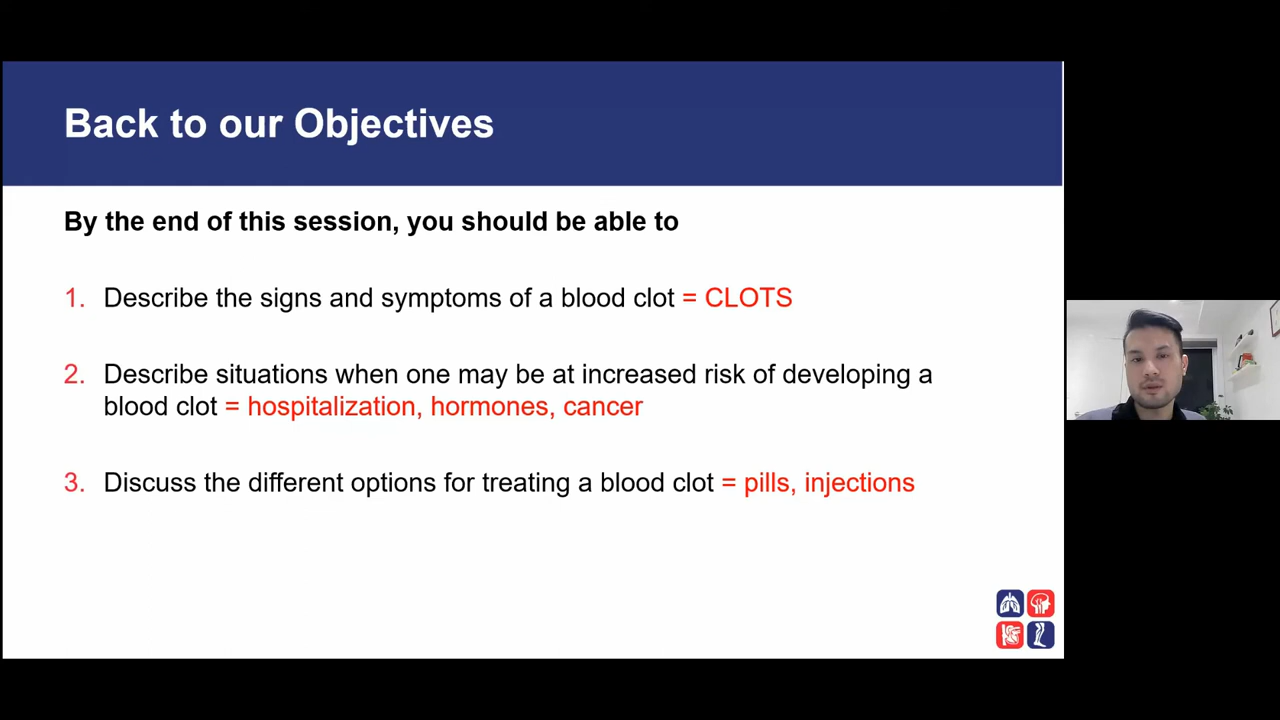 Back to our Objectives
By the end of this session, you should be able to
1. Describe the signs and symptoms of a blood clot = CLOTS
2. Describe situations when one may be at increased risk of developing a
blood clot = hospitalization, hormones, cancer
3. Discuss the different options for treating a blood clot = pills, injections